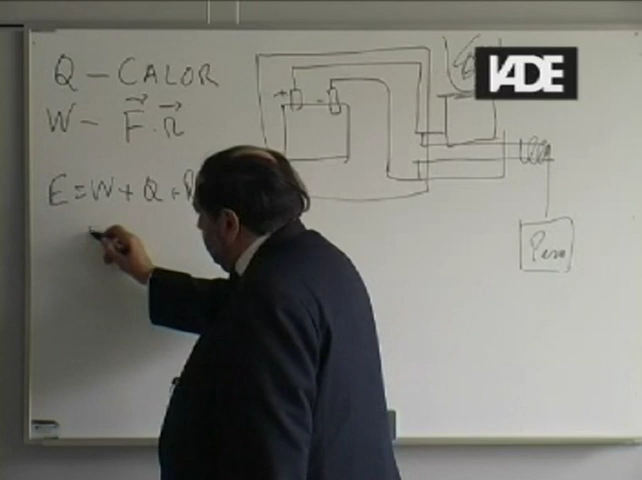 Q - CALOR
IADE
W - F . r
+ -
E = W + Q +
Peso